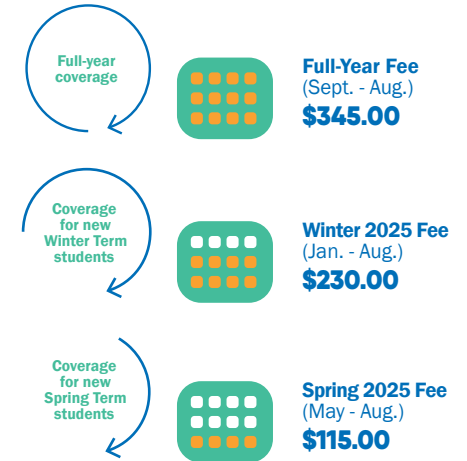 Full-year
coverage
Full-Year Fee
(Sept. - Aug.)
$345.00
Coverage
for new
Winter Term
students
Winter 2025 Fee
(Jan. - Aug.)
$230.00
Coverage
for new
Spring Term
students
Spring 2025 Fee
(May - Aug.)
$115.00